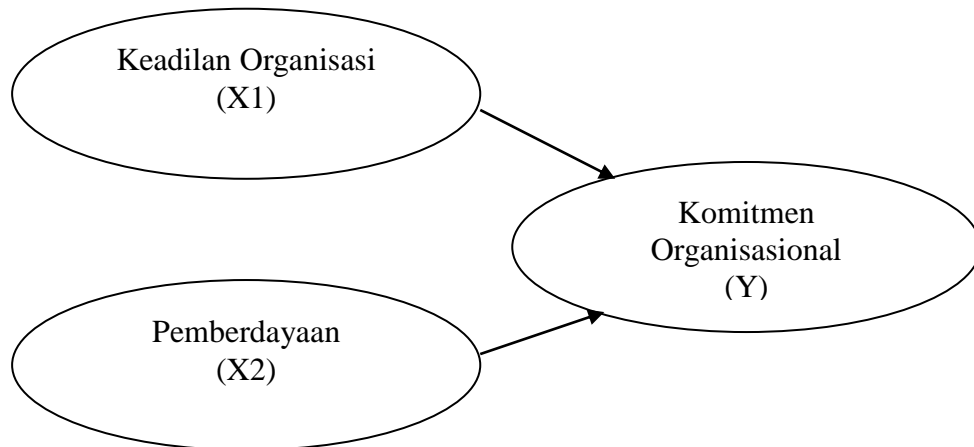 Keadilan Organisasi
(X1)
Komitmen
Organisasional
(Y)
Pemberdayaan
(X2)